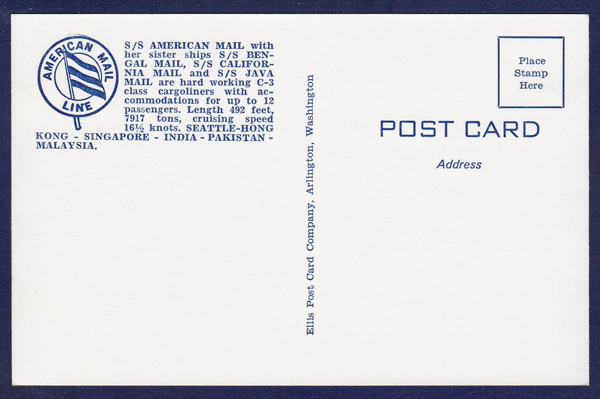 AMERICAN MAIL
LINE
S/S AMERICAN MAIL with
her sister ships S/S BEN-
GAL MAIL, S/S CALIFOR-
NIA MAIL and S/S JAVA
MAIL are hard working C-3
class cargoliners with ac-
commodations for up to 12
passengers. Length 492 feet,
7917 tons, cruising speed
16½ knots. SEATTLE-HONG
KONG - SINGAPORE - INDIA - PAKISTAN -
MALAYSIA.
Ellis Post Card Company, Arlington, Washington
Place
Stamp
Here
POST CARD
Address